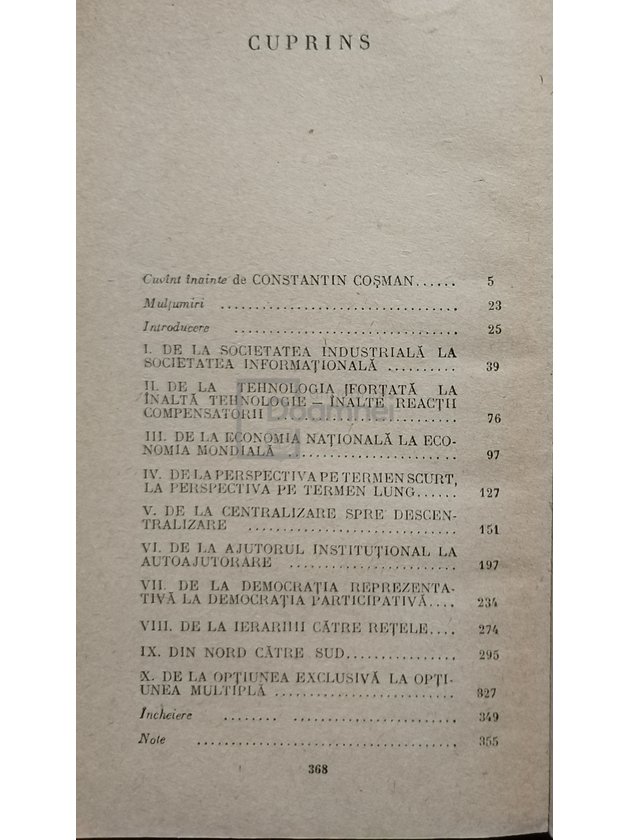 CUPRINS
Cuvînt înainte de CONSTANTIN COŞMAN...... 5
Mulţumiri .................................. 23
Introducere ................................ 25
I. DE LA SOCIETATEA INDUSTRIALĂ LA
SOCIETATEA INFORMAŢIONALĂ .......... 39
II. DE LA TEHNOLOGIA FORŢATĂ LA
ÎNALTĂ TEHNOLOGIE — ÎNALTE REACŢII
COMPENSATORII .......................... 76
III. DE LA ECONOMIA NAŢIONALĂ LA ECO-
NOMIA MONDIALĂ ........................ 97
IV. DE LA PERSPECTIVA PE TERMEN SCURT,
LA PERSPECTIVA PE TERMEN LUNG...... 127
V. DE LA CENTRALIZARE SPRE DESCEN-
TRALIZARE .............................. 151
VI. DE LA AJUTORUL INSTITUŢIONAL LA
AUTOAJUTORARE ........................ 197
VII. DE LA DEMOCRAŢIA REPREZENTA-
TIVĂ LA DEMOCRAŢIA PARTICIPATIVĂ.... 234
VIII. DE LA IERARHII CĂTRE REŢELE.... 274
IX. DIN NORD CĂTRE SUD................ 295
X. DE LA OPŢIUNEA EXCLUSIVĂ LA OPŢI-
UNEA MULTIPLĂ .......................... 327
Încheiere ........ ........................ 349
Note ...................................... 355
368